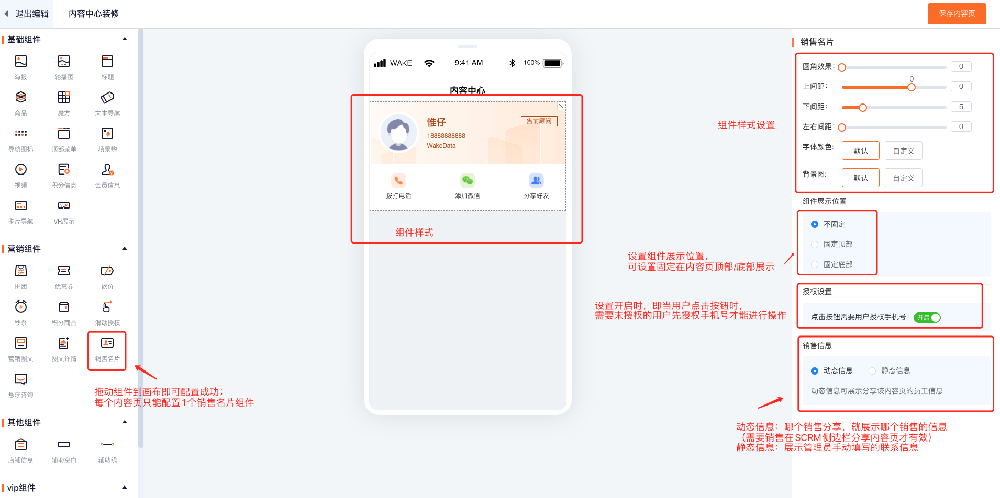 退出编辑
内容中心装修
保存内容页
基础组件
海报
轮播图
标题
商品
魔方
文本导航
导航图标
顶部菜单
场景购
视频
积分信息
会员信息
卡片导航
VR展示
营销组件
拼
拼团
优惠券
砍价
秒杀
积分商品
滑动授权
营销图文
图文详情
销售名片
悬浮咨询
拖动组件到画布即可配置成功；
每个内容页只能配置1个销售名片组件
其他组件
店铺信息
辅助空白
辅助线
vip组件
WAKE
9:41 AM
100%
内容中心
惟仔
售前顾问
18888888888
WakeData
拨打电话
添加微信
分享好友
组件样式
组件样式设置
设置组件展示位置，
可设置固定在内容页顶部/底部展示
设置开启时，即当用户点击按钮时，
需要未授权的用户先授权手机号才能进行操作
销售名片
圆角效果：
0
0
上间距：
0
下间距：
5
左右间距：
0
字体颜色：
默认
自定义
背景图：
默认
自定义
组件展示位置
不固定
固定顶部
固定底部
授权设置
点击按钮需要用户授权手机号：
开启
销售信息
动态信息
静态信息
动态信息可展示分享该内容页的员工信息
动态信息：哪个销售分享，就展示哪个销售的信息
（需要销售在SCRM侧边栏分享内容页才有效）
静态信息：展示管理员手动填写的联系信息